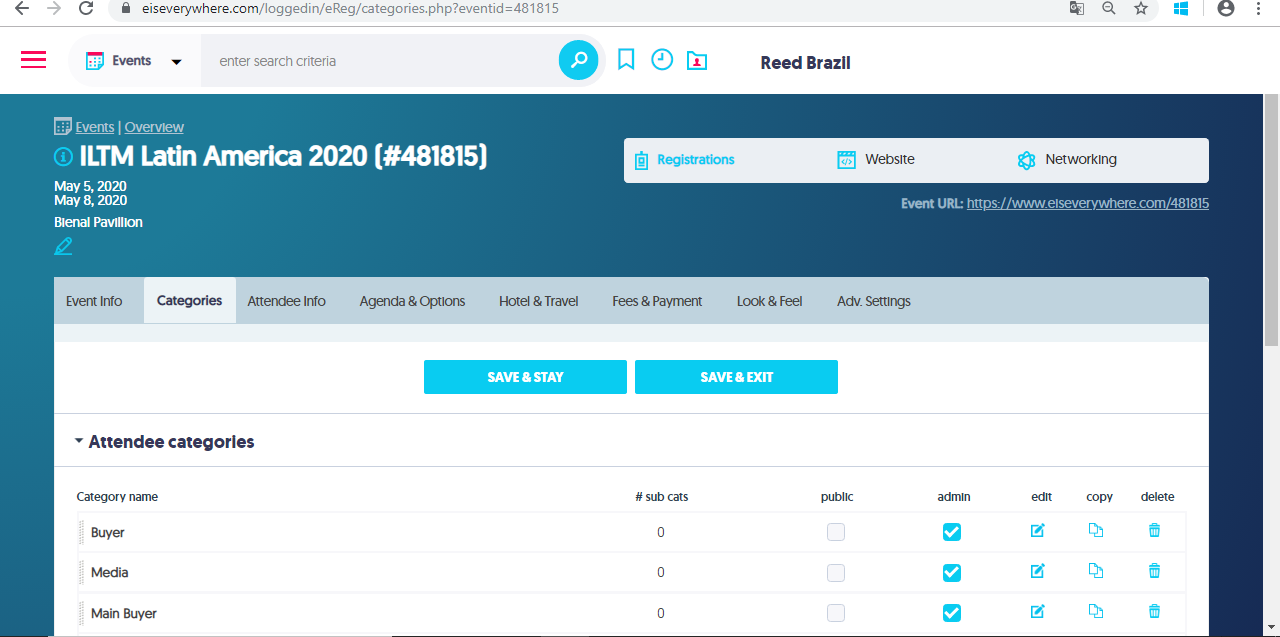 eiseverywhere.com/loggedin/eReg/categories.php?eventid=481815
Events
enter search criteria
Reed Brazil
Events | Overview
ILTM Latin America 2020 (#481815)
May 5, 2020
May 8, 2020
Bienal Pavillion
Registrations
Website
Networking
Event URL: https://www.eiseverywhere.com/481815
Event Info Categories Attendee Info Agenda & Options Hotel & Travel Fees & Payment Look & Feel Adv. Settings
SAVE & STAY SAVE & EXIT
Attendee categories
Category name # sub cats public admin edit copy delete
Buyer 0
Media 0
Main Buyer 0